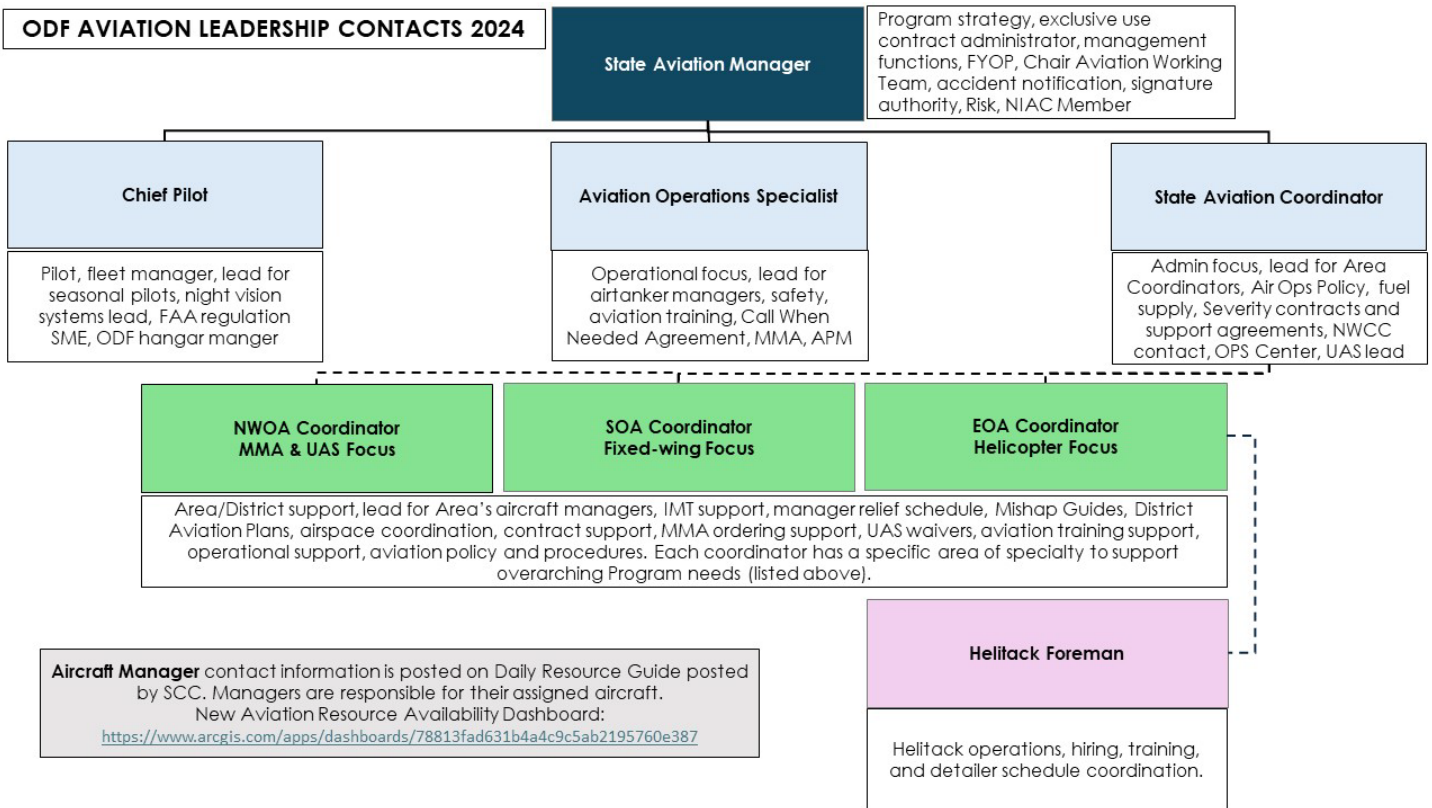 ODF AVIATION LEADERSHIP CONTACTS 2024
State Aviation Manager
Program strategy, exclusive use
contract administrator, management
functions, FYOP, Chair Aviation Working
Team, accident notification, signature
authority, Risk, NIAC Member
Chief Pilot
Pilot, fleet manager, lead for
seasonal pilots, night vision
systems lead, FAA regulation
SME, ODF hangar manger
Aviation Operations Specialist
Operational focus, lead for
airtanker managers, safety,
aviation training, Call When
Needed Agreement, MMA, APM
State Aviation Coordinator
Admin focus, lead for Area
Coordinators, Air Ops Policy, fuel
supply, Severity contracts and
support agreements, NWCC
contact, OPS Center, UAS lead
NWOA Coordinator
MMA & UAS Focus
SOA Coordinator
Fixed-wing Focus
EOA Coordinator
Helicopter Focus
Area/District support, lead for Area's aircraft managers, IMT support, manager relief schedule, Mishap Guides, District
Aviation Plans, airspace coordination, contract support, MMA ordering support, UAS waivers, aviation training support,
operational support, aviation policy and procedures. Each coordinator has a specific area of specialty to support
overarching Program needs (listed above).
Helitack Foreman
Helitack operations, hiring, training,
and detailer schedule coordination.
Aircraft Manager contact information is posted on Daily Resource Guide posted
by SCC. Managers are responsible for their assigned aircraft.
New Aviation Resource Availability Dashboard:
https://www.arcgis.com/apps/dashboards/78813fad631b4a4c9c5ab2195760e387